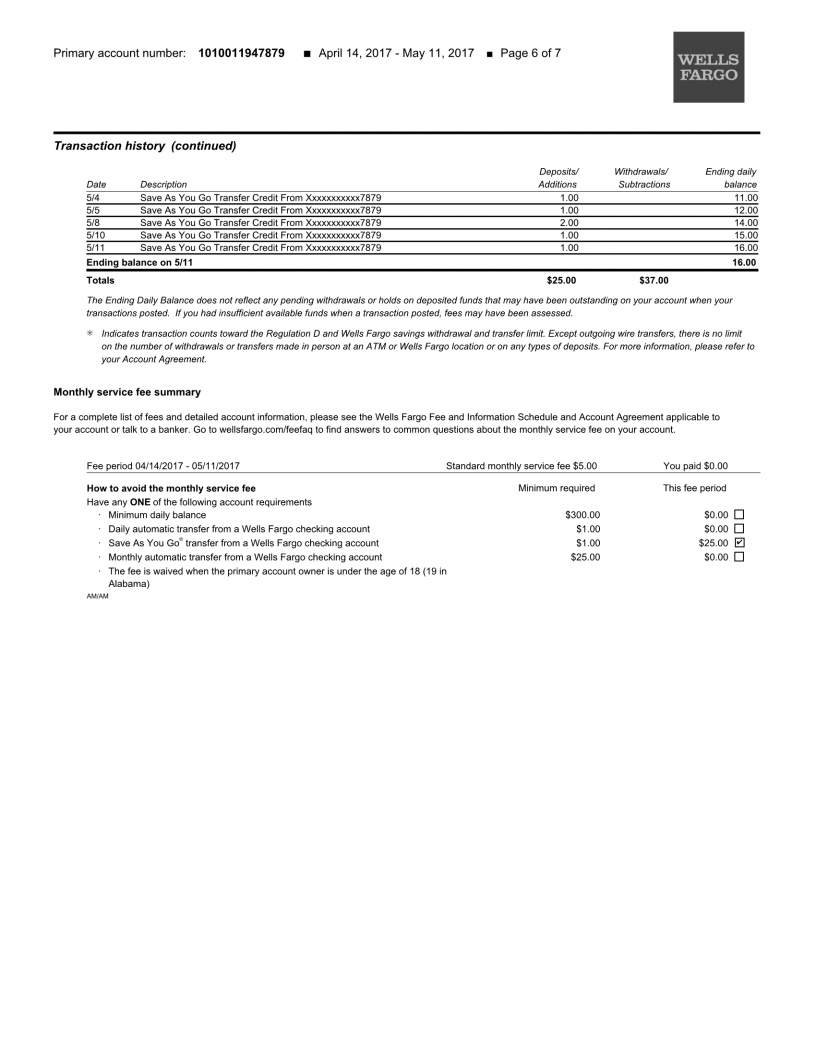 Primary account number: 1010011947879 ■ April 14, 2017 - May 11, 2017 ■ Page 6 of 7
WELLS
FARGO
Transaction history (continued)
Deposits/ Withdrawals/ Ending daily
Date Description Additions Subtractions balance
5/4 Save As You Go Transfer Credit From Xxxxxxxxxxx7879 1.00 11.00
5/5 Save As You Go Transfer Credit From Xxxxxxxxxxx7879 1.00 12.00
5/8 Save As You Go Transfer Credit From Xxxxxxxxxxx7879 2.00 14.00
5/10 Save As You Go Transfer Credit From Xxxxxxxxxxx7879 1.00 15.00
5/11 Save As You Go Transfer Credit From Xxxxxxxxxxx7879 1.00 16.00
Ending balance on 5/11 16.00
Totals $25.00 $37.00
The Ending Daily Balance does not reflect any pending withdrawals or holds on deposited funds that may have been outstanding on your account when your
transactions posted. If you had insufficient available funds when a transaction posted, fees may have been assessed.
* Indicates transaction counts toward the Regulation D and Wells Fargo savings withdrawal and transfer limit. Except outgoing wire transfers, there is no limit
on the number of withdrawals or transfers made in person at an ATM or Wells Fargo location or on any types of deposits. For more information, please refer to
your Account Agreement.
Monthly service fee summary
For a complete list of fees and detailed account information, please see the Wells Fargo Fee and Information Schedule and Account Agreement applicable to
your account or talk to a banker. Go to wellsfargo.com/feefaq to find answers to common questions about the monthly service fee on your account.
Fee period 04/14/2017 - 05/11/2017 Standard monthly service fee $5.00 You paid $0.00
How to avoid the monthly service fee Minimum required This fee period
Have any ONE of the following account requirements
· Minimum daily balance $300.00 $0.00 ☐
· Daily automatic transfer from a Wells Fargo checking account $1.00 $0.00 ☐
· Save As You Go® transfer from a Wells Fargo checking account $1.00 $25.00 ☑
· Monthly automatic transfer from a Wells Fargo checking account $25.00 $0.00 ☐
· The fee is waived when the primary account owner is under the age of 18 (19 in
Alabama)
AM/AM